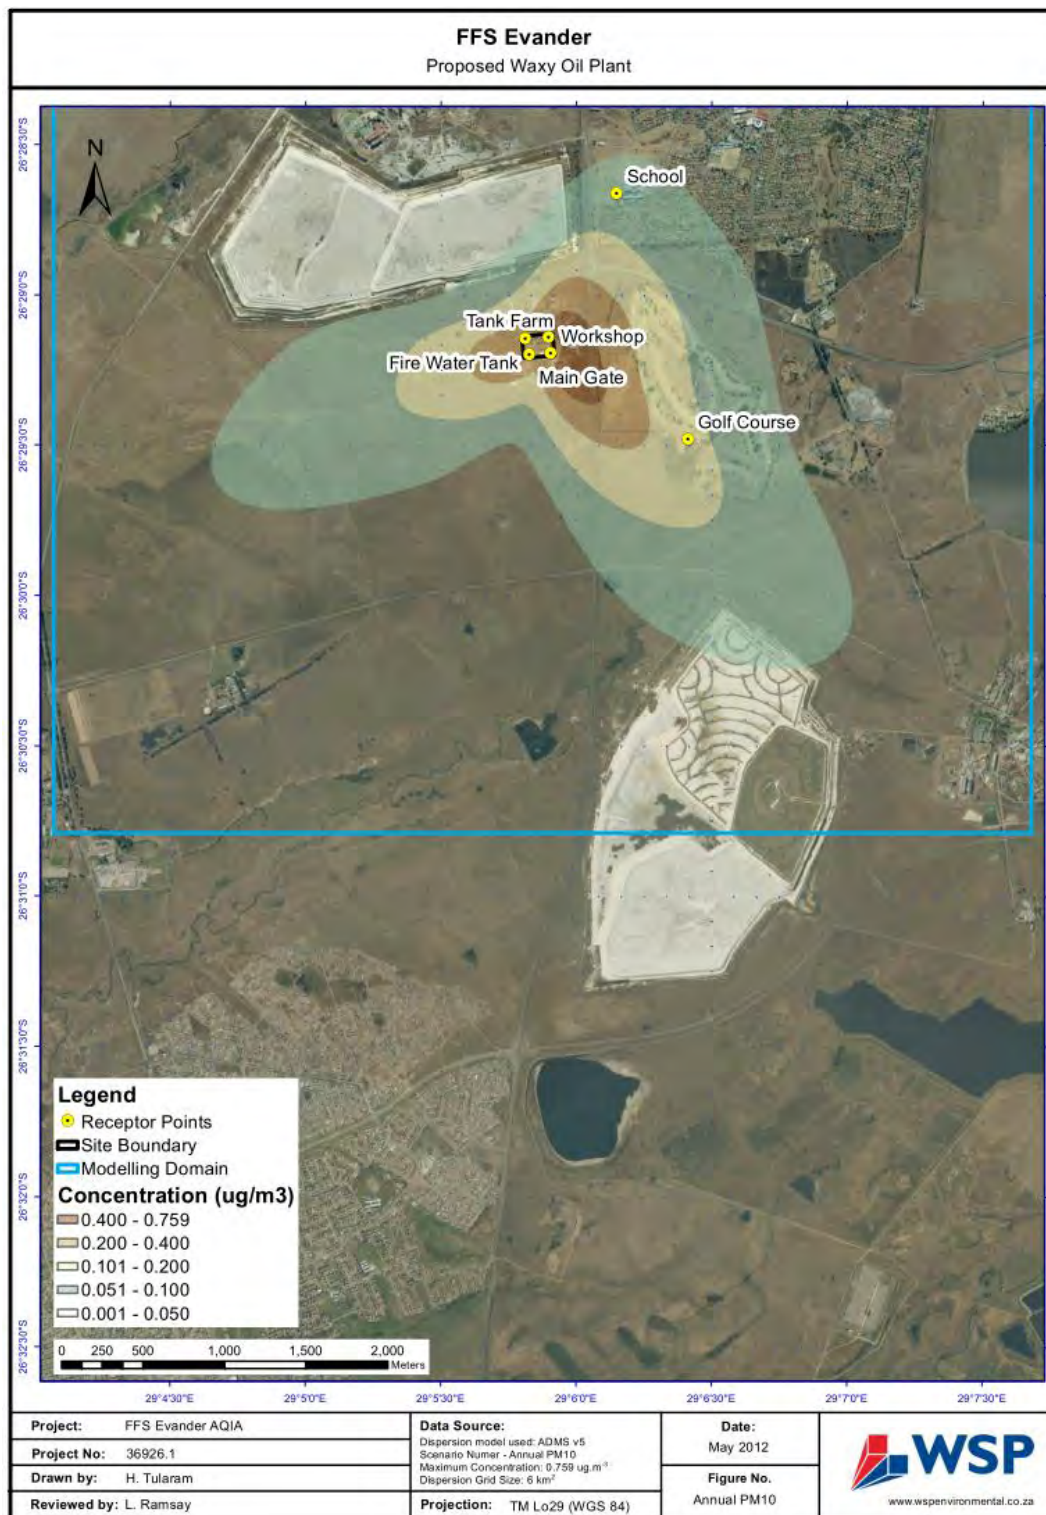 FFS Evander
Proposed Waxy Oil Plant
N
26°28'30"S
26°29'0"S
26°29'30"S
26°30'0"S
26°30'30"S
26°31'0"S
26°31'30"S
26°32'0"S
26°32'30"S
School
Tank Farm
Workshop
Fire Water Tank
Main Gate
Golf Course
Legend
Receptor Points
Site Boundary
Modelling Domain
Concentration (ug/m3)
0.400 - 0.759
0.200 - 0.400
0.101 - 0.200
0.051 - 0.100
0.001 - 0.050
0 250 500 1,000 1,500 2,000
Meters
29°4'30"E 29°5'0"E 29°5'30"E 29°6'0"E 29°6'30"E 29°7'0"E 29°7'30"E
Project: FFS Evander AQIA
Project No: 36926.1
Drawn by: H. Tularam
Reviewed by: L. Ramsay
Data Source:
Dispersion model used: ADMS v5
Scenario Numer - Annual PM10
Maximum Concentration: 0.759 ug.m⁻³
Dispersion Grid Size: 6 km²
Projection: TM Lo29 (WGS 84)
Date:
May 2012
Figure No.
Annual PM10
WSP
www.wspenvironmental.co.za